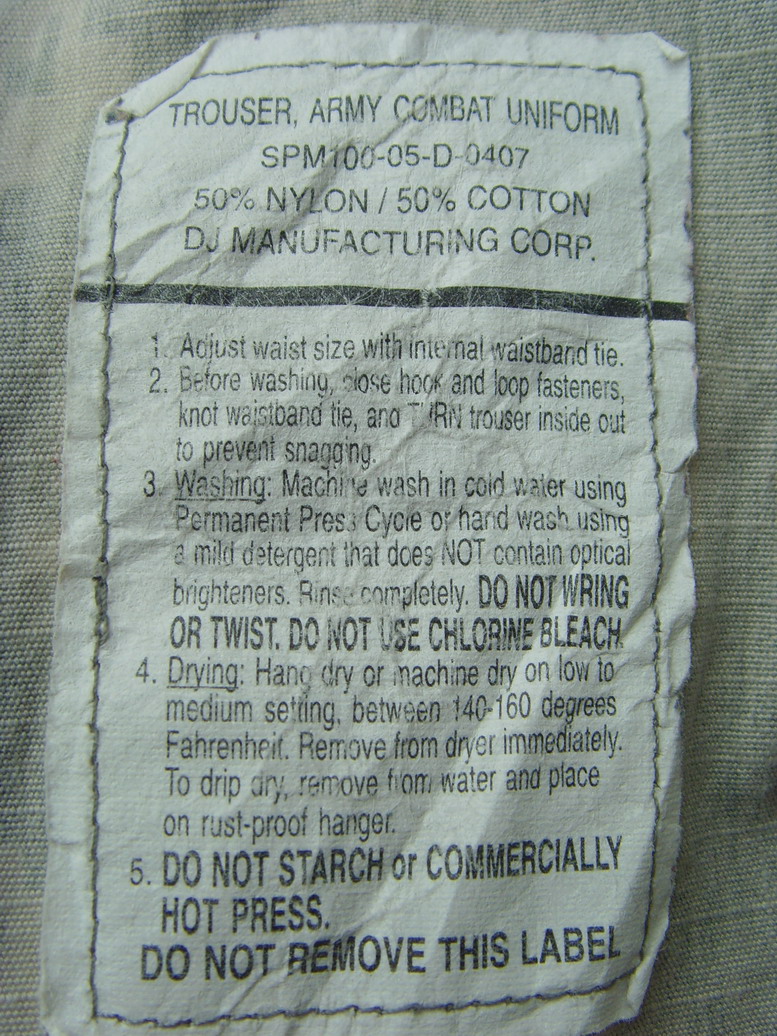 TROUSER, ARMY COMBAT UNIFORM
SPM100-05-D-0407
50% NYLON / 50% COTTON
DJ MANUFACTURING CORP.
1. Adjust waist size with internal waistband tie.
2. Before washing, close hook and loop fasteners,
knot waistband tie, and TURN trouser inside out
to prevent snagging.
3. Washing: Machine wash in cold water using
Permanent Press Cycle or hand wash using
a mild detergent that does NOT contain optical
brighteners. Rinse completely. DO NOT WRING
OR TWIST. DO NOT USE CHLORINE BLEACH.
4. Drying: Hang dry or machine dry on low to
medium setting, between 140-160 degrees
Fahrenheit. Remove from dryer immediately.
To drip dry, remove from water and place
on rust-proof hanger.
5. DO NOT STARCH or COMMERCIALLY
HOT PRESS.
DO NOT REMOVE THIS LABEL